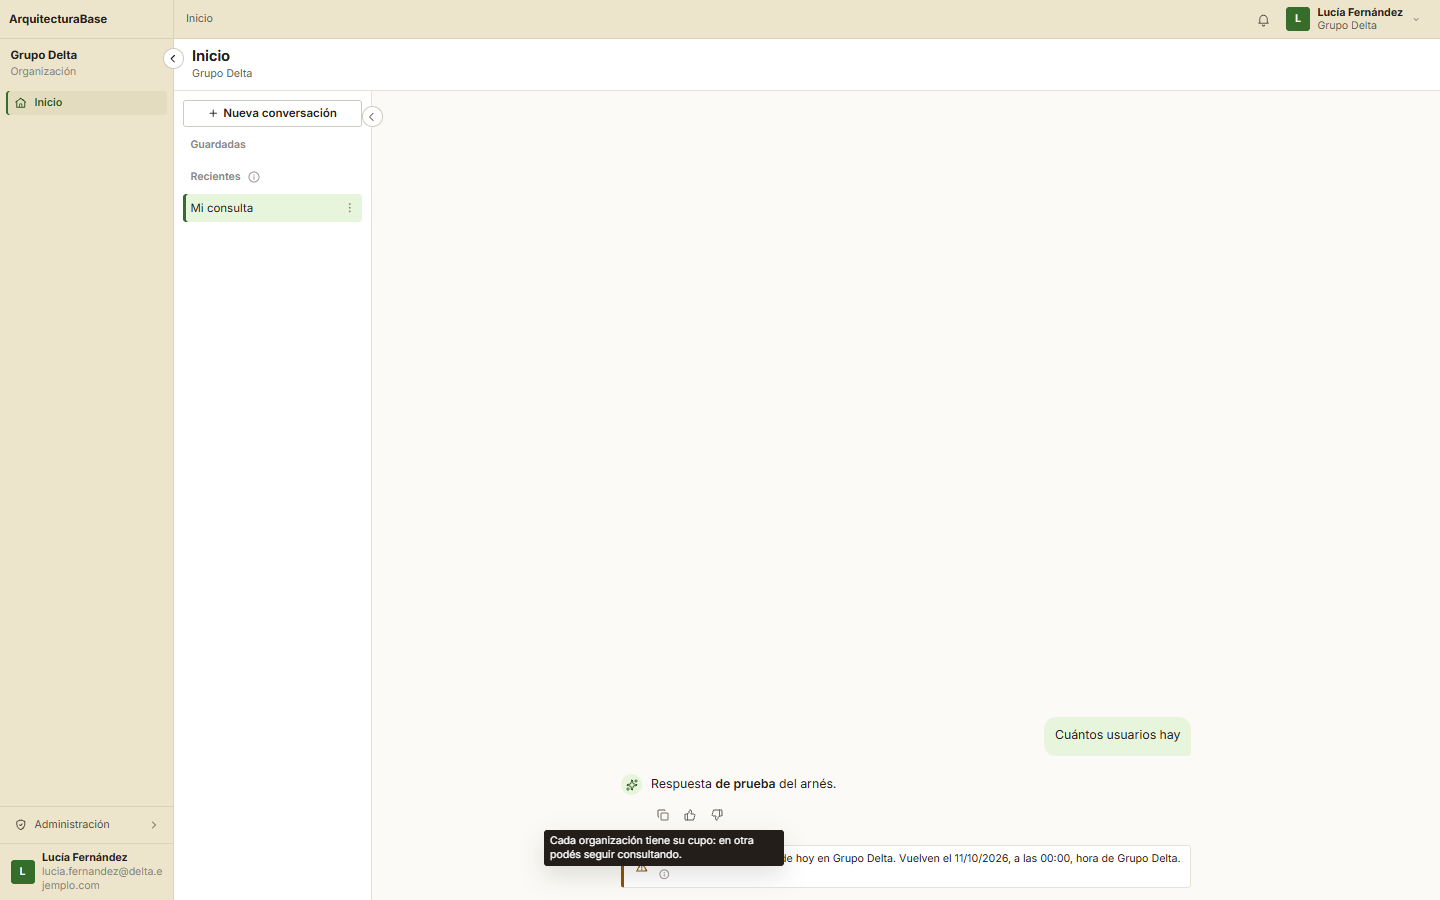 ArquitecturaBase
Inicio
L
Lucía Fernández
Grupo Delta
Grupo Delta
Organización
Inicio
Inicio
Grupo Delta
+ Nueva conversación
Guardadas
Recientes
Mi consulta
Cuántos usuarios hay
Respuesta de prueba del arnés.
Cada organización tiene su cupo: en otra
podés seguir consultando.
de hoy en Grupo Delta. Vuelven el 11/10/2026, a las 00:00, hora de Grupo Delta.
Administración
L
Lucía Fernández
lucia.fernandez@delta.e
jemplo.com